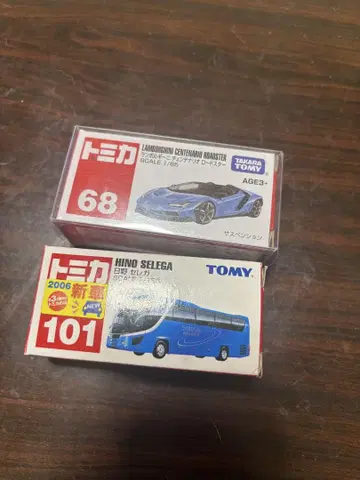 トミカ
68
LAMBORGHINI CENTENARIO ROADSTER
ランボルギーニ チェンテナリオ ロードスター
SCALE 1/65
TAKARA
TOMY
AGE3+
サスペンション
トミカ
2006
新車
NEW
101
HINO SELEGA
日野 セレガ
TOMY